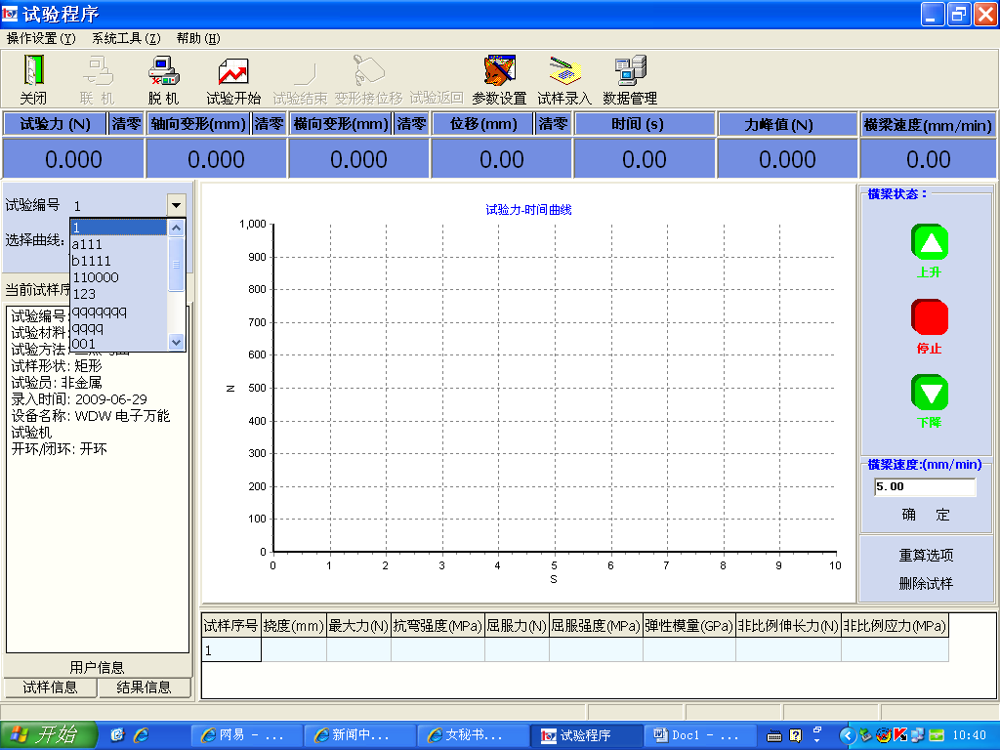 试验程序
操作设置(Y) 系统工具(Z) 帮助(H)
关闭 联 机 脱 机 试验开始 试验结束 变形接位移 试验返回 参数设置 试样录入 数据管理
试验力(N) 清零 轴向变形(mm) 清零 横向变形(mm) 清零 位移(mm) 清零 时间(s) 力峰值(N) 横梁速度(mm/min)
0.000 0.000 0.000 0.00 0.00 0.000 0.00
试验编号 1
1
a111
b1111
110000
123
qqqqqqq
qqqq
001
选择曲线:
当前试样序
试验编号:
试验材料:
试验方法:
试样形状: 矩形
试验员: 非金属
录入时间: 2009-06-29
设备名称: WDW 电子万能
试验机
开环/闭环: 开环
用户信息
试样信息 结果信息
试验力-时间曲线
1,000
900
800
700
600
500
400
300
200
100
0
N
0 1 2 3 4 5 6 7 8 9 10
S
横梁状态:
上升
停止
下降
横梁速度:(mm/min)
5.00
确 定
重算选项
删除试样
试样序号 挠度(mm) 最大力(N) 抗弯强度(MPa) 屈服力(N) 屈服强度(MPa) 弹性模量(GPa) 非比例伸长力(N) 非比例应力(MPa)
1
开始 网易 - ... 新闻中... 女秘书... 试验程序 Doc1 - ... 10:40